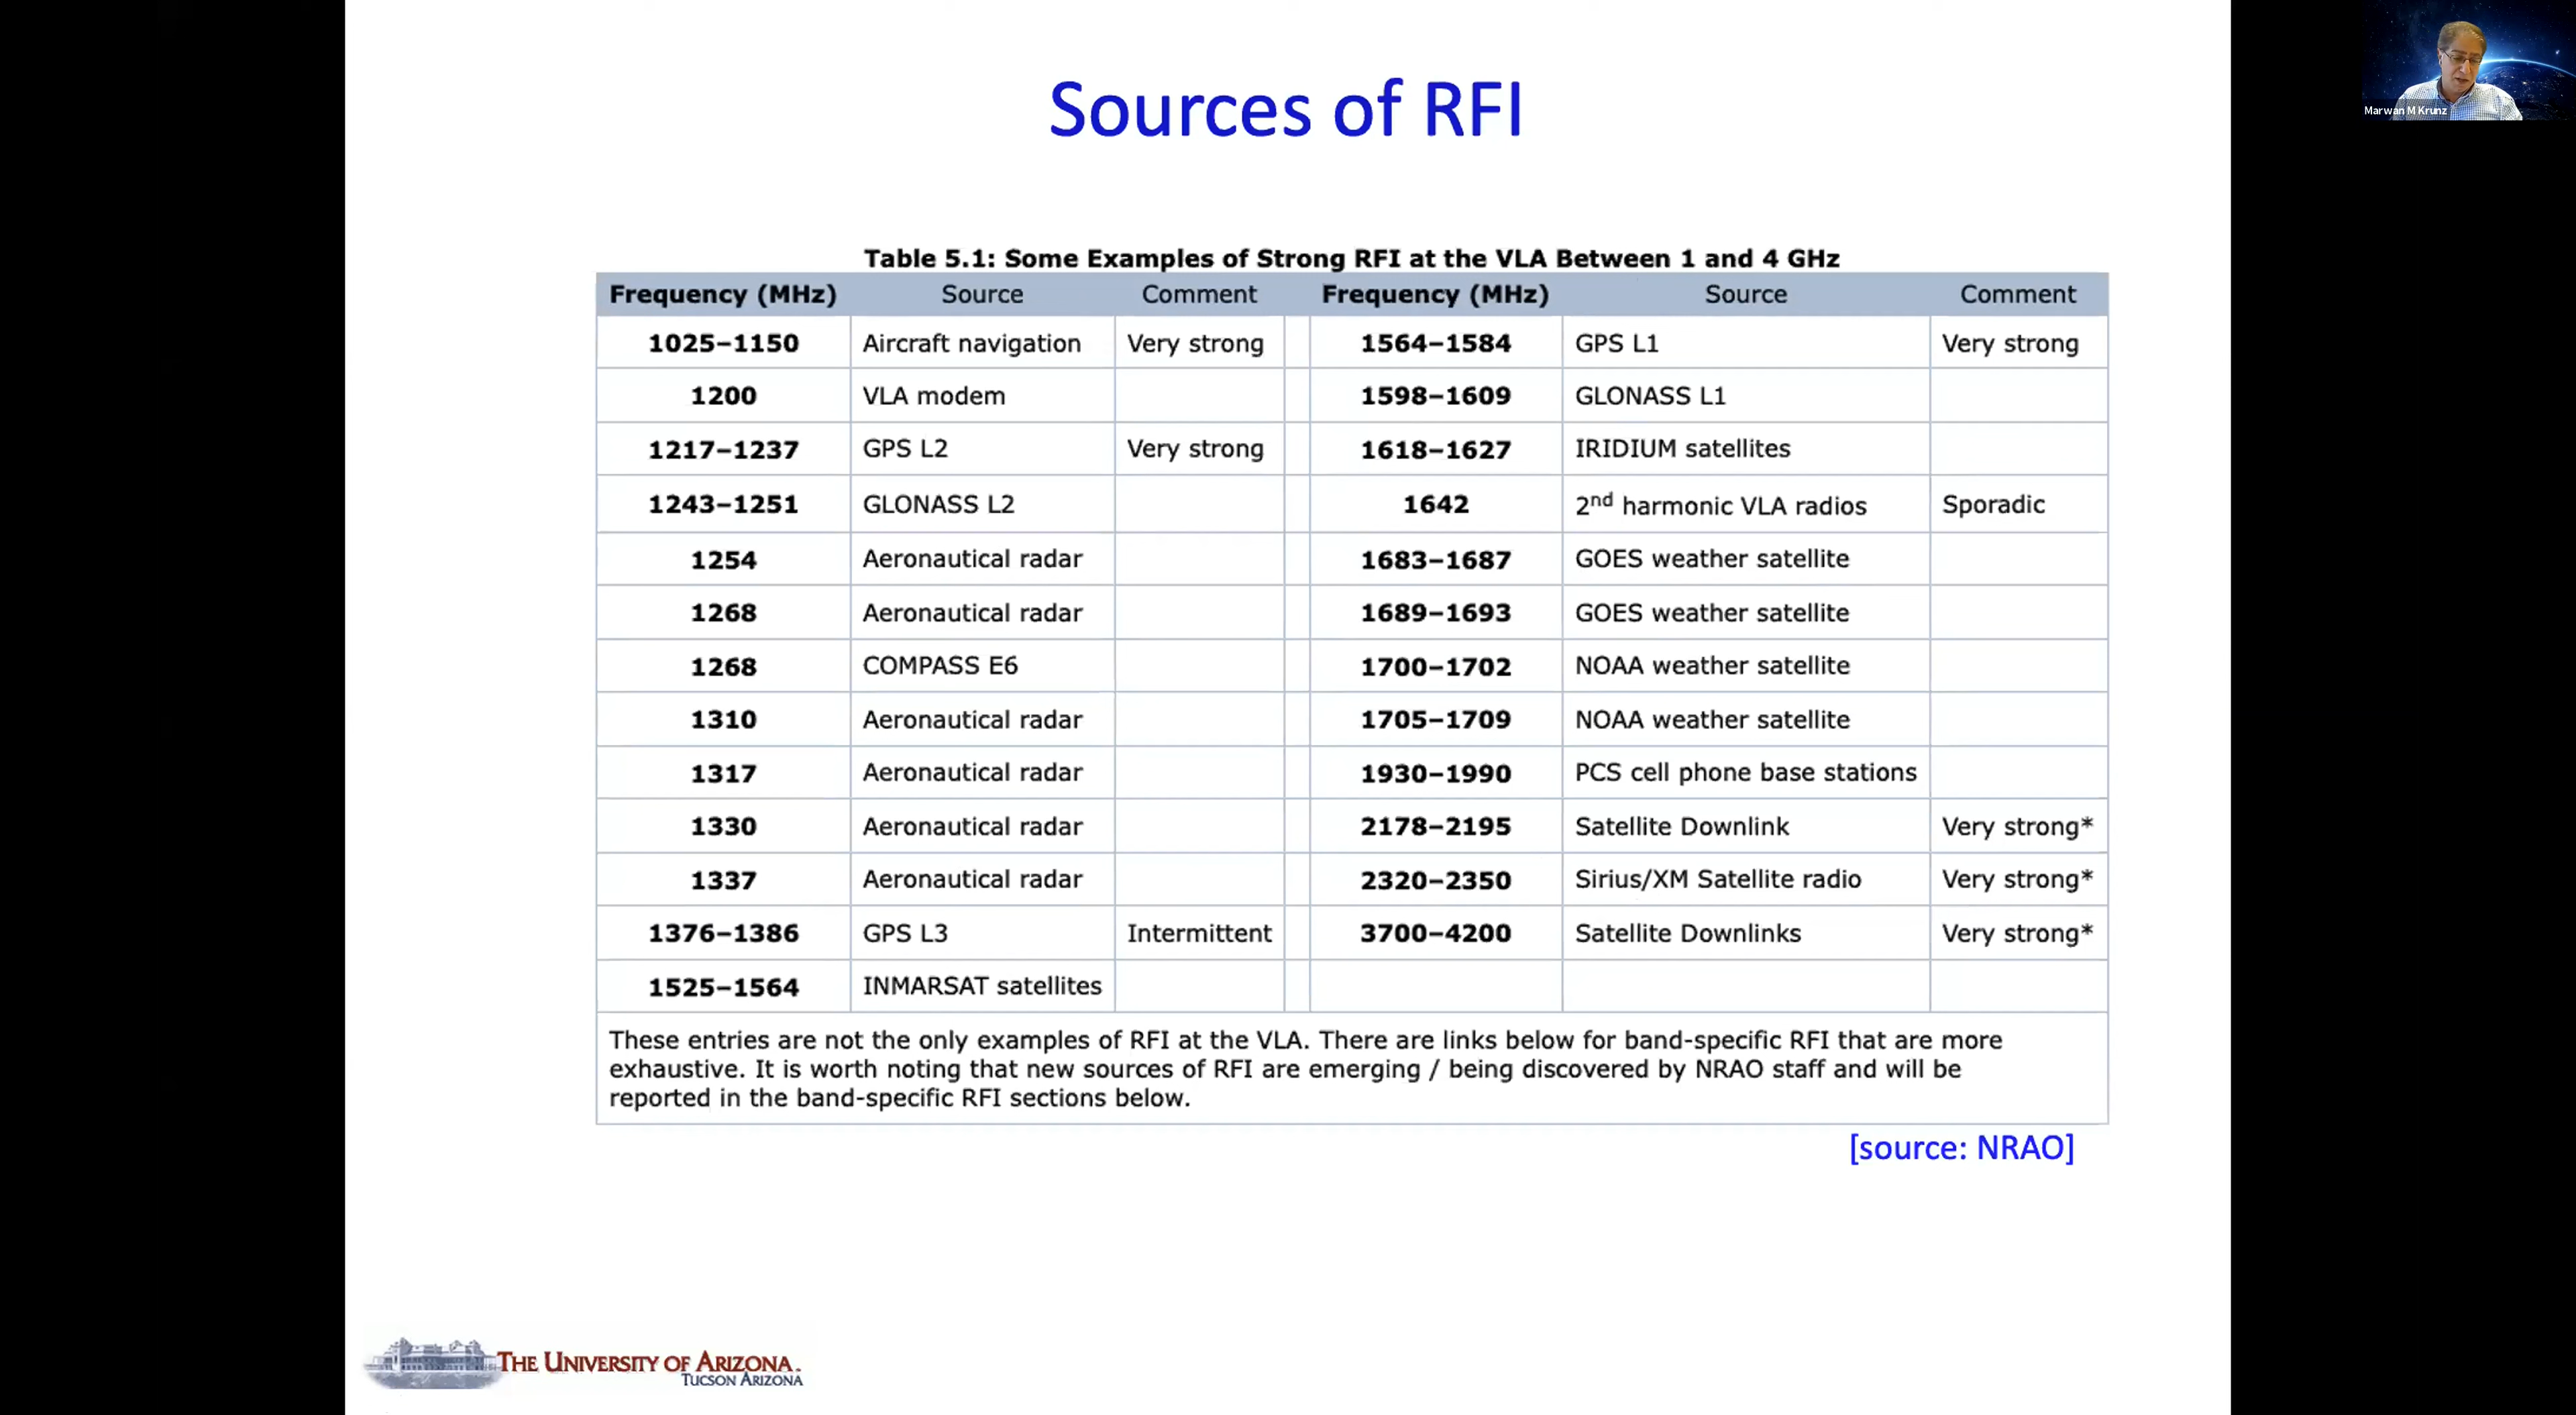 Sources of RFI
Marwan M Krunz
Table 5.1: Some Examples of Strong RFI at the VLA Between 1 and 4 GHz
Frequency (MHz) Source Comment Frequency (MHz) Source Comment
1025–1150 Aircraft navigation Very strong 1564–1584 GPS L1 Very strong
1200 VLA modem 1598–1609 GLONASS L1
1217–1237 GPS L2 Very strong 1618–1627 IRIDIUM satellites
1243–1251 GLONASS L2 1642 2nd harmonic VLA radios Sporadic
1254 Aeronautical radar 1683–1687 GOES weather satellite
1268 Aeronautical radar 1689–1693 GOES weather satellite
1268 COMPASS E6 1700–1702 NOAA weather satellite
1310 Aeronautical radar 1705–1709 NOAA weather satellite
1317 Aeronautical radar 1930–1990 PCS cell phone base stations
1330 Aeronautical radar 2178–2195 Satellite Downlink Very strong*
1337 Aeronautical radar 2320–2350 Sirius/XM Satellite radio Very strong*
1376–1386 GPS L3 Intermittent 3700–4200 Satellite Downlinks Very strong*
1525–1564 INMARSAT satellites
These entries are not the only examples of RFI at the VLA. There are links below for band-specific RFI that are more
exhaustive. It is worth noting that new sources of RFI are emerging / being discovered by NRAO staff and will be
reported in the band-specific RFI sections below.
[source: NRAO]
THE UNIVERSITY OF ARIZONA.
TUCSON ARIZONA